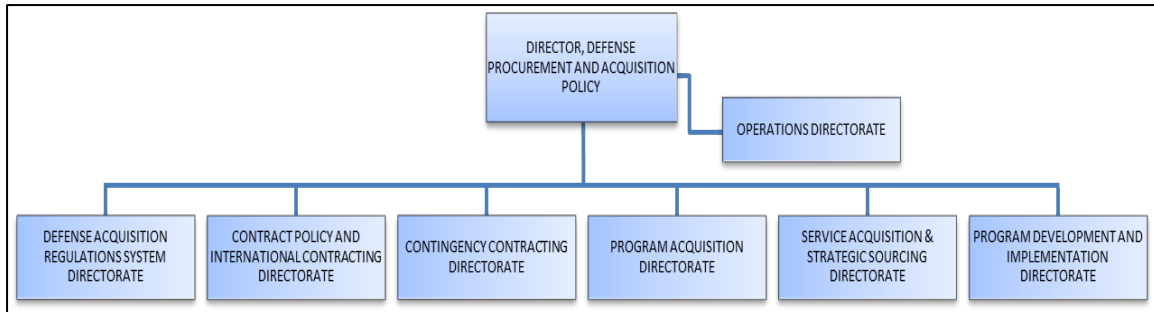 DIRECTOR, DEFENSE
PROCUREMENT AND ACQUISITION
POLICY
OPERATIONS DIRECTORATE
DEFENSE ACQUISITION
REGULATIONS SYSTEM
DIRECTORATE
CONTRACT POLICY AND
INTERNATIONAL CONTRACTING
DIRECTORATE
CONTINGENCY CONTRACTING
DIRECTORATE
PROGRAM ACQUISITION
DIRECTORATE
SERVICE ACQUISITION &
STRATEGIC SOURCING
DIRECTORATE
PROGRAM DEVELOPMENT AND
IMPLEMENTATION
DIRECTORATE